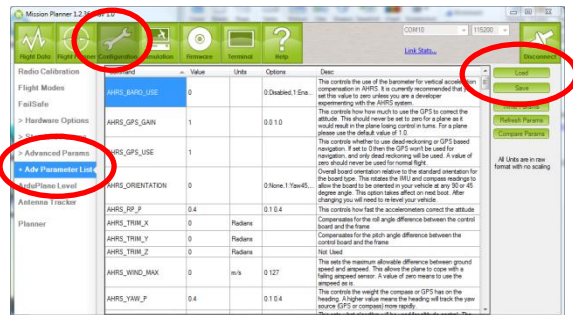 Mission Planner 1.2.
COM10
115200
Link Stats...
Flight Data
Flight Planner
Configuration
Simulation
Firmware
Terminal
Help
Disconnect
Radio Calibration
Flight Modes
FailSafe
> Hardware Options
> Advanced Params
+ Adv Parameter List
ArduPlane Level
Antenna Tracker
Planner
Command Value Units Options Desc
AHRS_BARO_USE 0 0:Disabled,1:Ena...
This controls the use of the barometer for vertical acceleration
compensation in AHRS. It is currently recommended that you
set this value to zero unless you are a developer
experimenting with the AHRS system.
AHRS_GPS_GAIN 1 0.0 1.0
This controls how much to use the GPS to correct the
attitude. This should never be set to zero for a plane as it
would result in the plane losing control in turns. For a plane
please use the default value of 1.0.
AHRS_GPS_USE 1
This controls whether to use dead-reckoning or GPS based
navigation. If set to 0 then the GPS won't be used for
navigation, and only dead reckoning will be used. A value of
zero should never be used for normal flight.
AHRS_ORIENTATION 0 0:None,1:Yaw45,...
Overall board orientation relative to the standard orientation for
the board type. This rotates the IMU and compass readings to
allow the board to be oriented in your vehicle at any 90 or 45
degree angle. This option takes affect on next boot. After
changing you will need to re-level your vehicle.
AHRS_RP_P 0.4 0.1 0.4 This controls how fast the accelerometers correct the attitude
AHRS_TRIM_X 0 Radians
Compensates for the roll angle difference between the control
board and the frame
AHRS_TRIM_Y 0 Radians
Compensates for the pitch angle difference between the
control board and the frame
AHRS_TRIM_Z 0 Radians Not Used
AHRS_WIND_MAX 0 m/s 0 127
This sets the maximum allowable difference between ground
speed and airspeed. This allows the plane to cope with a
failing airspeed sensor. A value of zero means to use the
airspeed as is.
AHRS_YAW_P 0.4 0.1 0.4
This controls the weight the compass or GPS has on the
heading. A higher value means the heading will track the yaw
source (GPS or compass) more rapidly.
Load
Save
Refresh Params
Compare Params
All Units are in raw
format with no scaling